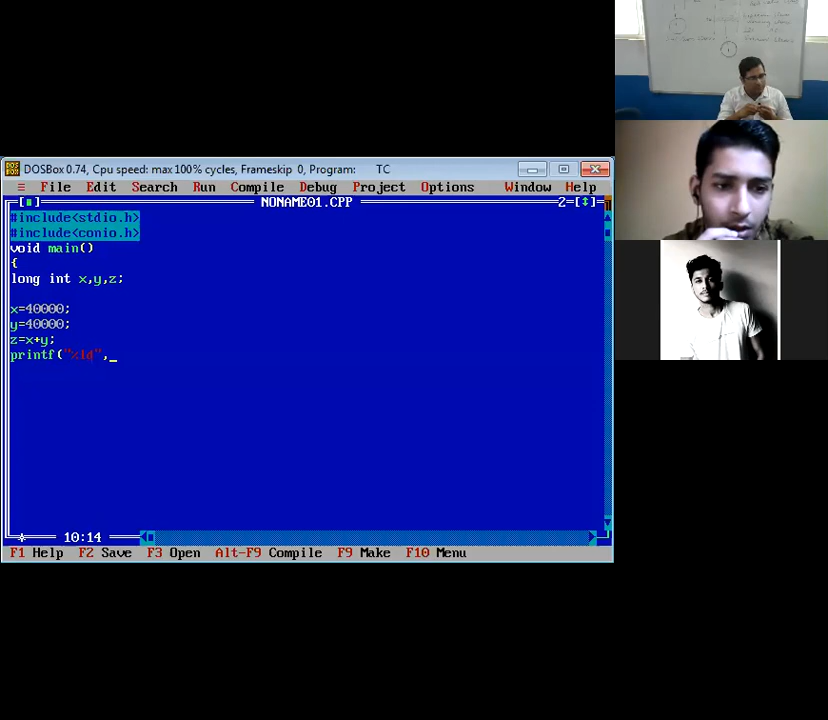 DOSBox 0.74, Cpu speed: max 100% cycles, Frameskip 0, Program: TC
≡ File Edit Search Run Compile Debug Project Options Window Help
[■] NONAME01.CPP 2=[↕]
#include<stdio.h>
#include<conio.h>
void main()
{
long int x,y,z;
x=40000;
y=40000;
z=x+y;
printf("%ld",_
* 10:14
F1 Help F2 Save F3 Open Alt-F9 Compile F9 Make F10 Menu